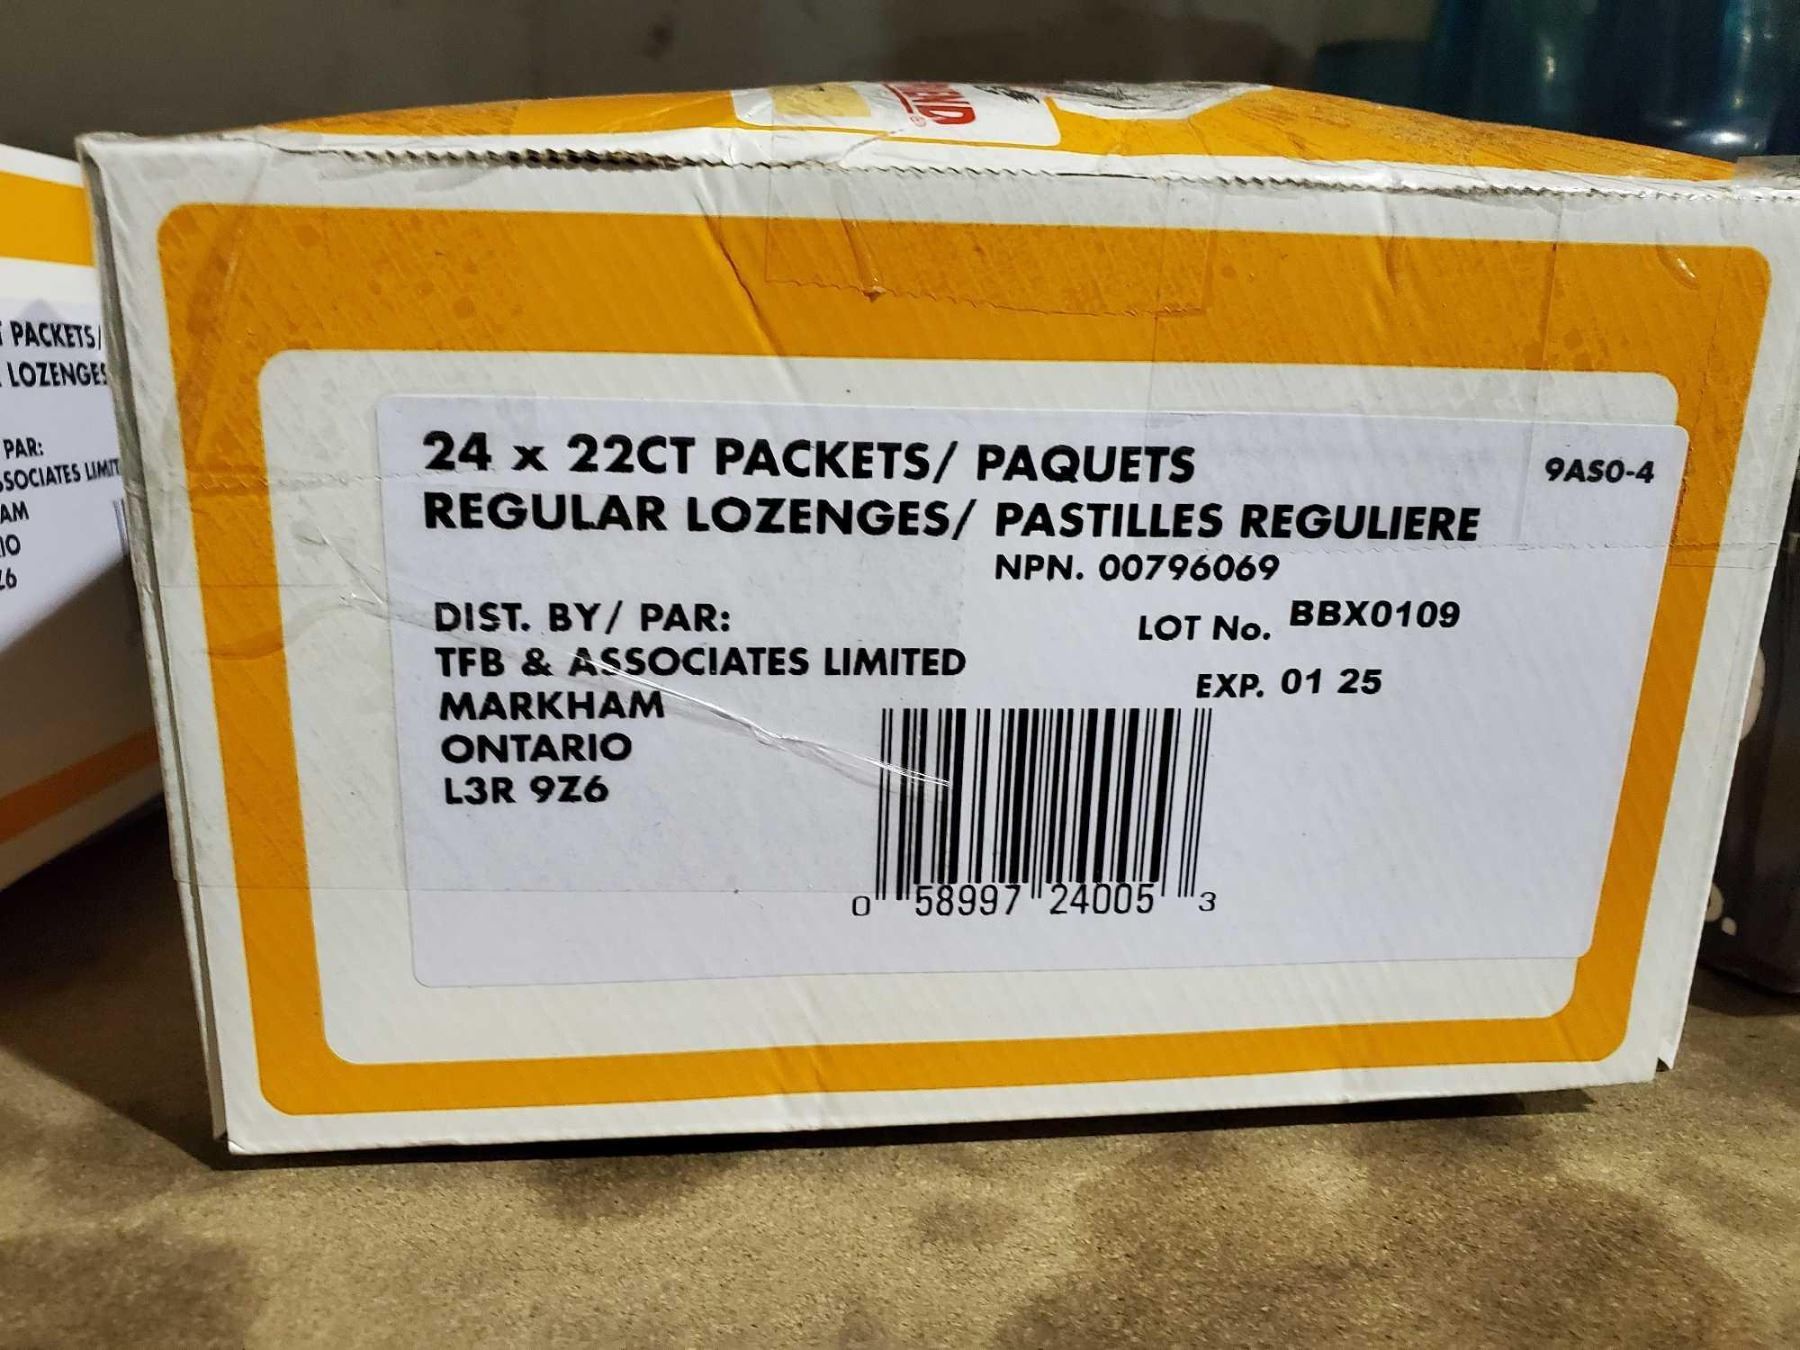 24 x 22CT PACKETS/ PAQUETS
9ASO-4
REGULAR LOZENGES/ PASTILLES REGULIERE
NPN. 00796069
DIST. BY/ PAR:
LOT No. BBX0109
TFB & ASSOCIATES LIMITED
EXP. 01 25
MARKHAM
ONTARIO
L3R 9Z6
0 58997 24005 3
PACKETS/
LOZENGES
PAR: